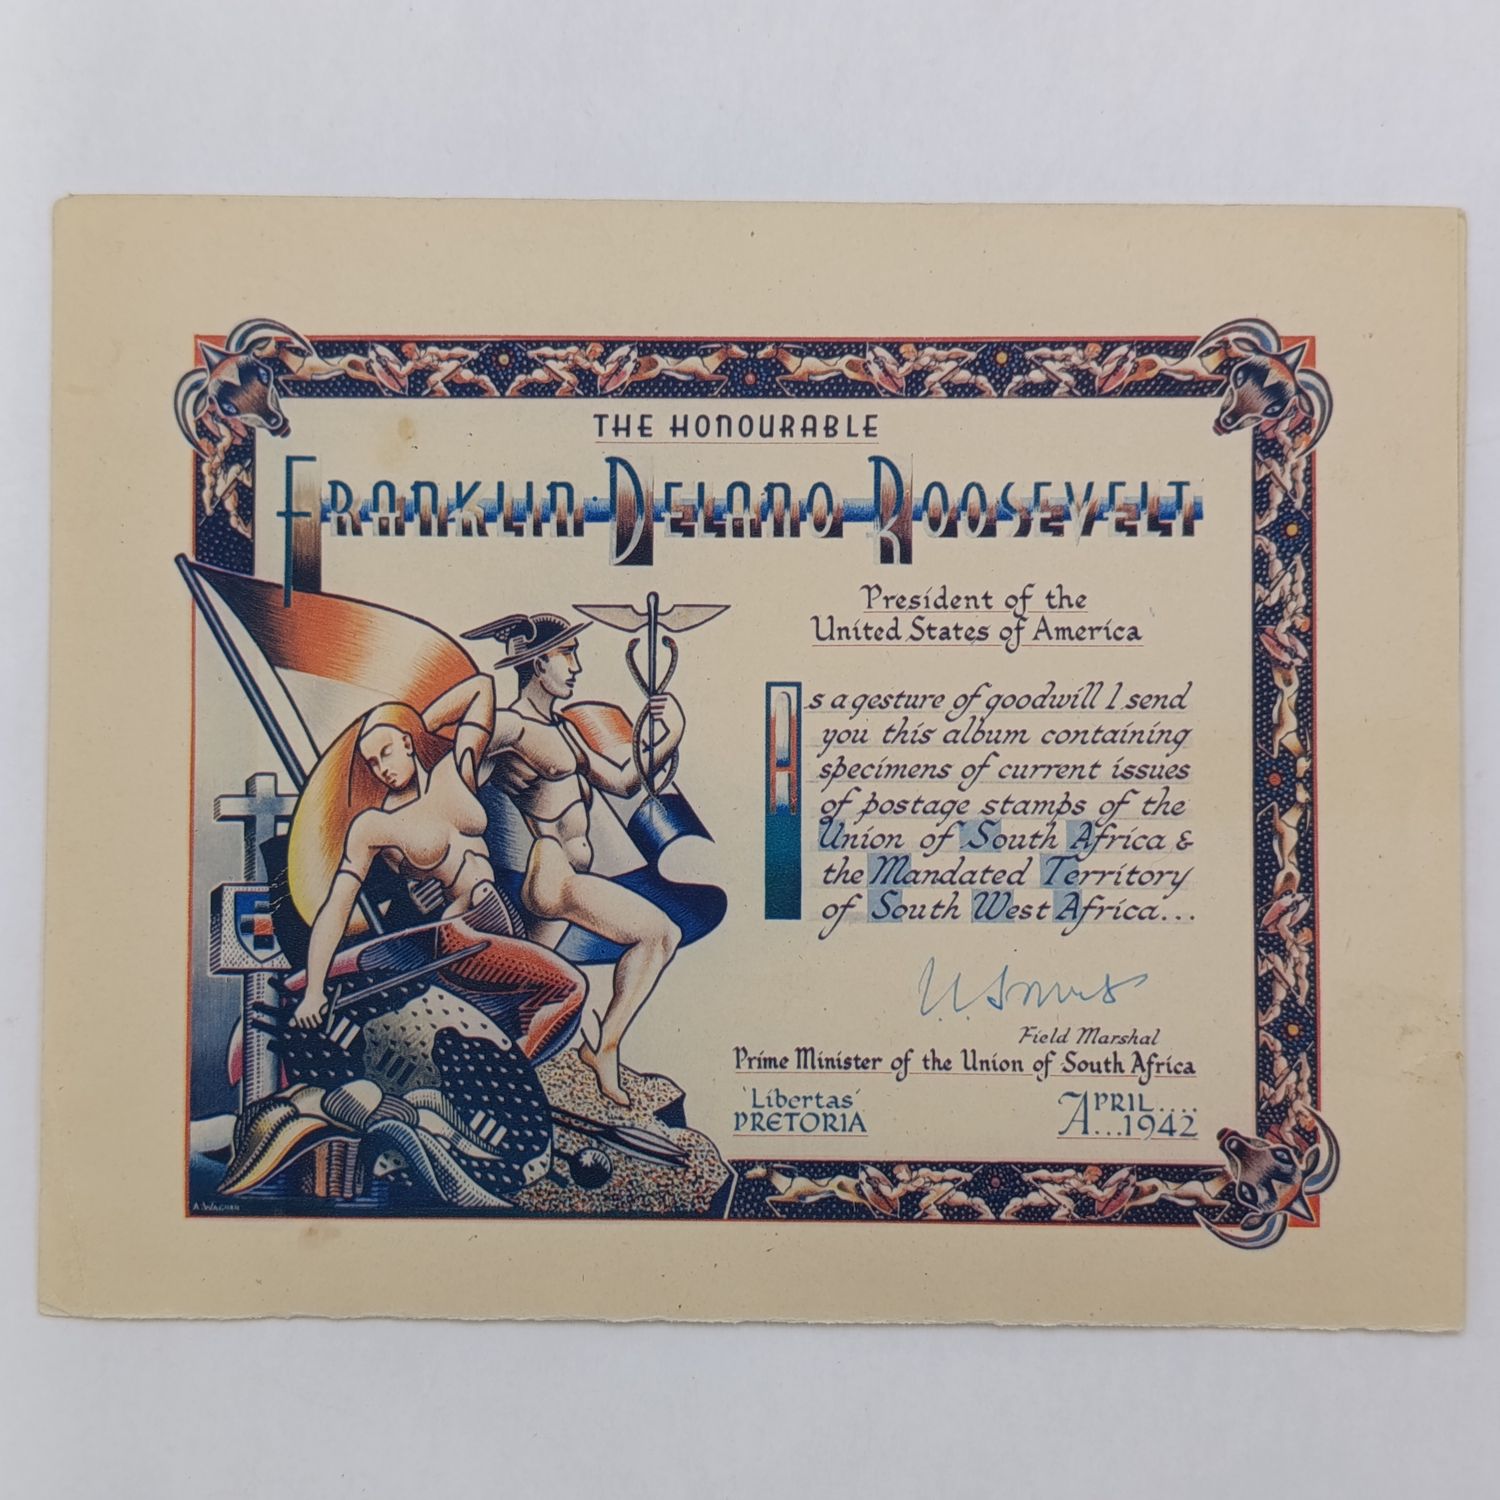 THE HONOURABLE
FRANKLIN·DELANO ROOSEVELT
President of the
United States of America
As a gesture of goodwill I send
you this album containing
specimens of current issues
of postage stamps of the
Union of South Africa &
the Mandated Territory
of South West Africa...
Field Marshal
Prime Minister of the Union of South Africa
'Libertas'
PRETORIA
APRIL....
...1942
A. WAGNER